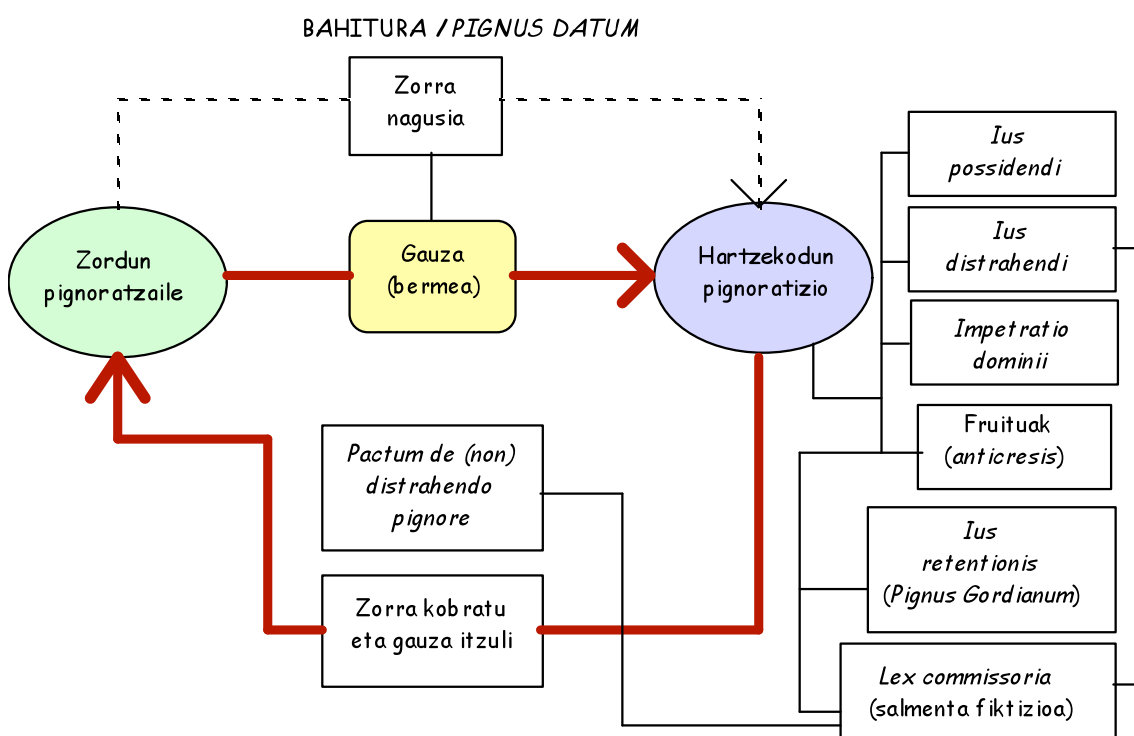 BAHITURA / PIGNUS DATUM
Zorra
nagusia
Zordun
pignoratzaile
Gauza
(bermea)
Hartzekodun
pignoratizio
Ius
possidendi
Ius
distrahendi
Impetratio
dominii
Fruituak
(anticresis)
Pactum de (non)
distrahendo
pignore
Ius
retentionis
(Pignus Gordianum)
Zorra kobratu
eta gauza itzuli
Lex commissoria
(salmenta fiktizioa)